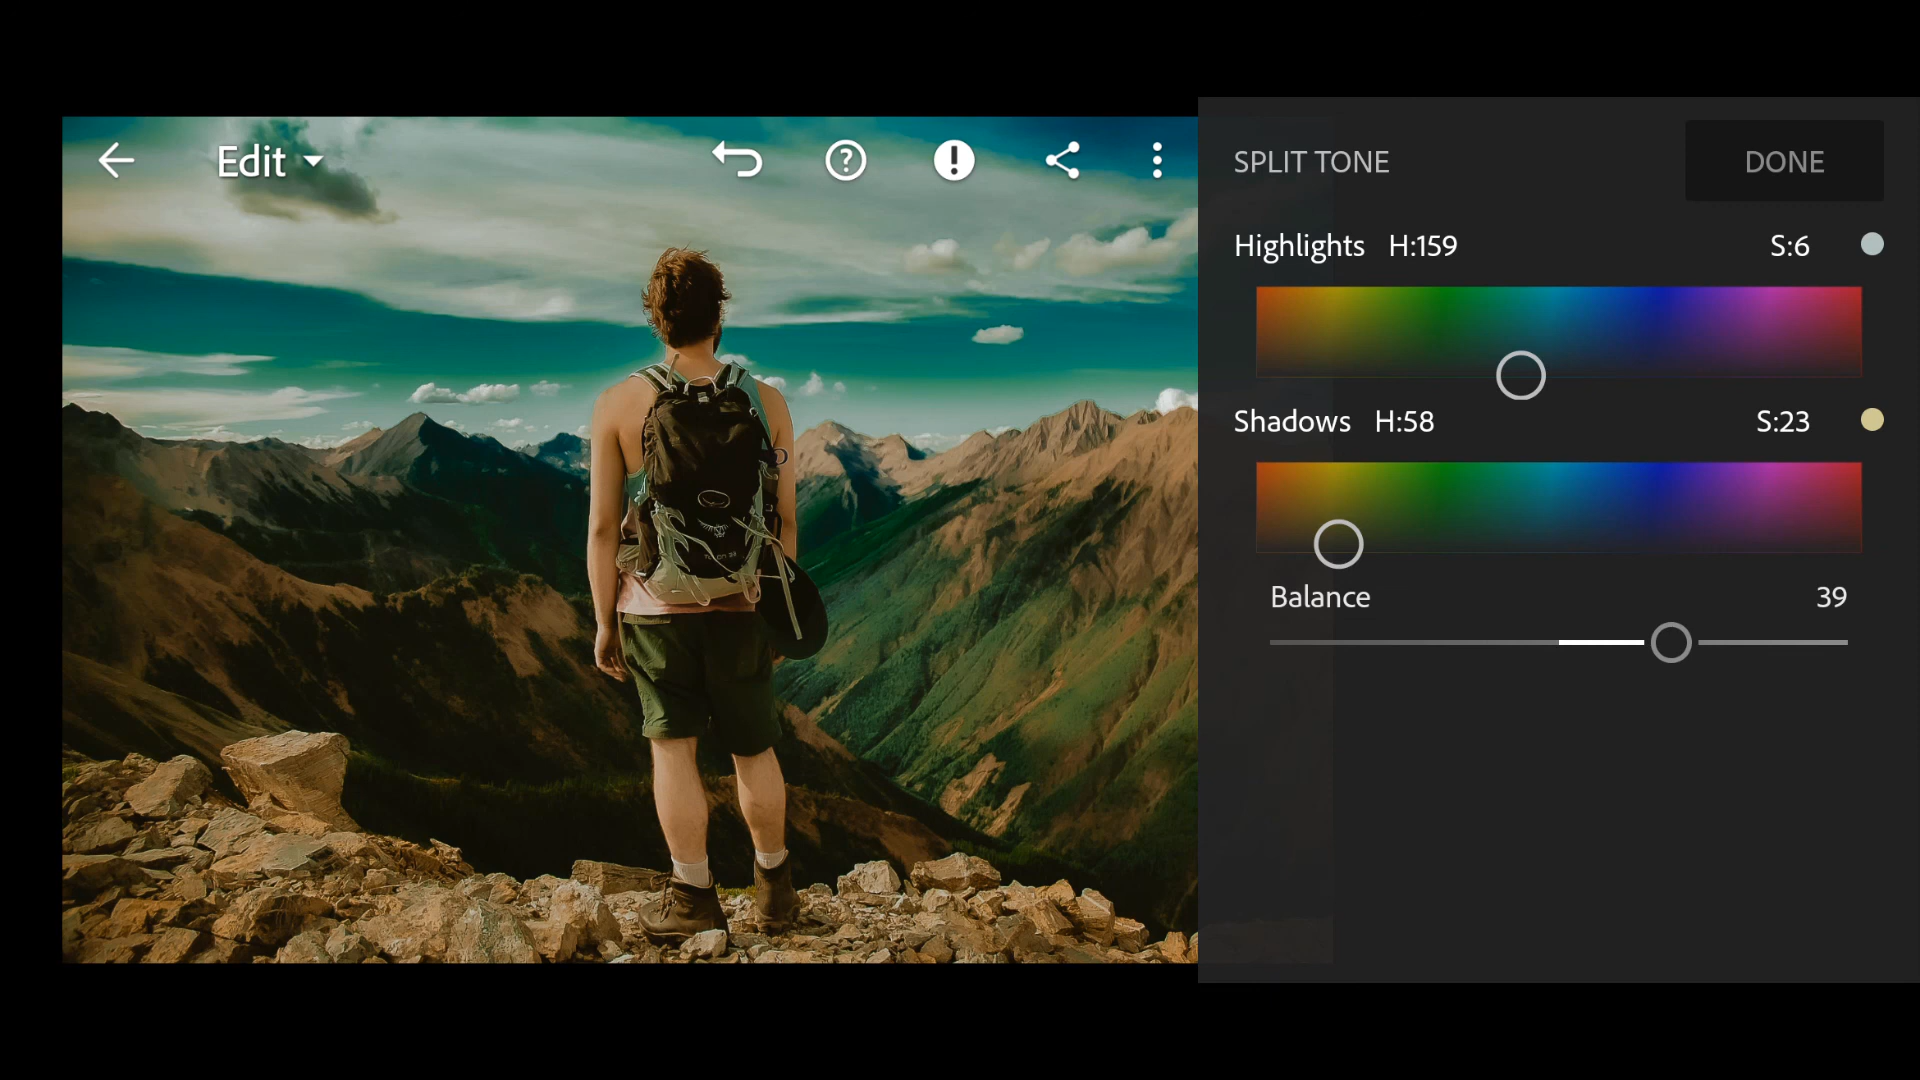 Edit
SPLIT TONE
DONE
Highlights H:159 S:6
Shadows H:58 S:23
Balance 39